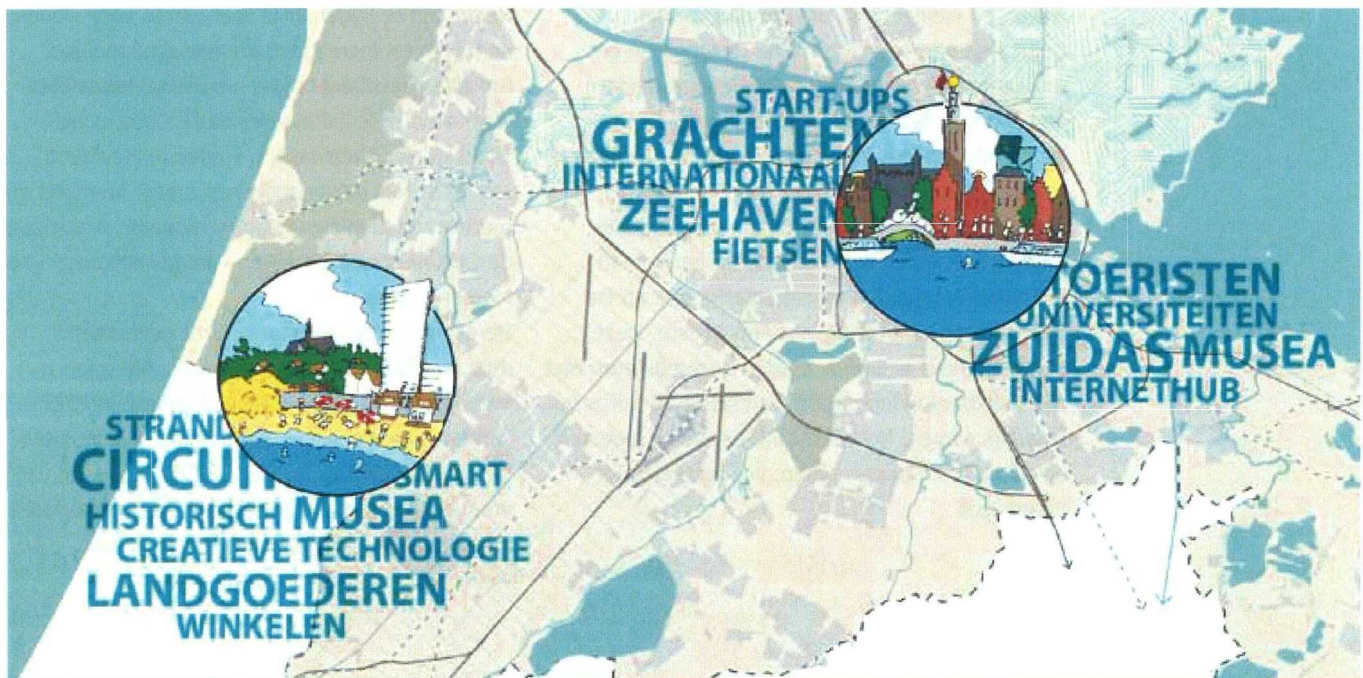 START-UPS
GRACHTEN
INTERNATIONAAL
ZEEHAVEN
FIETSEN
TOERISTEN
UNIVERSITEITEN
ZUIDAS MUSEA
INTERNETHUB
STRAND
CIRCUIT
SMART
HISTORISCH MUSEA
CREATIEVE TECHNOLOGIE
LANDGOEDEREN
WINKELEN